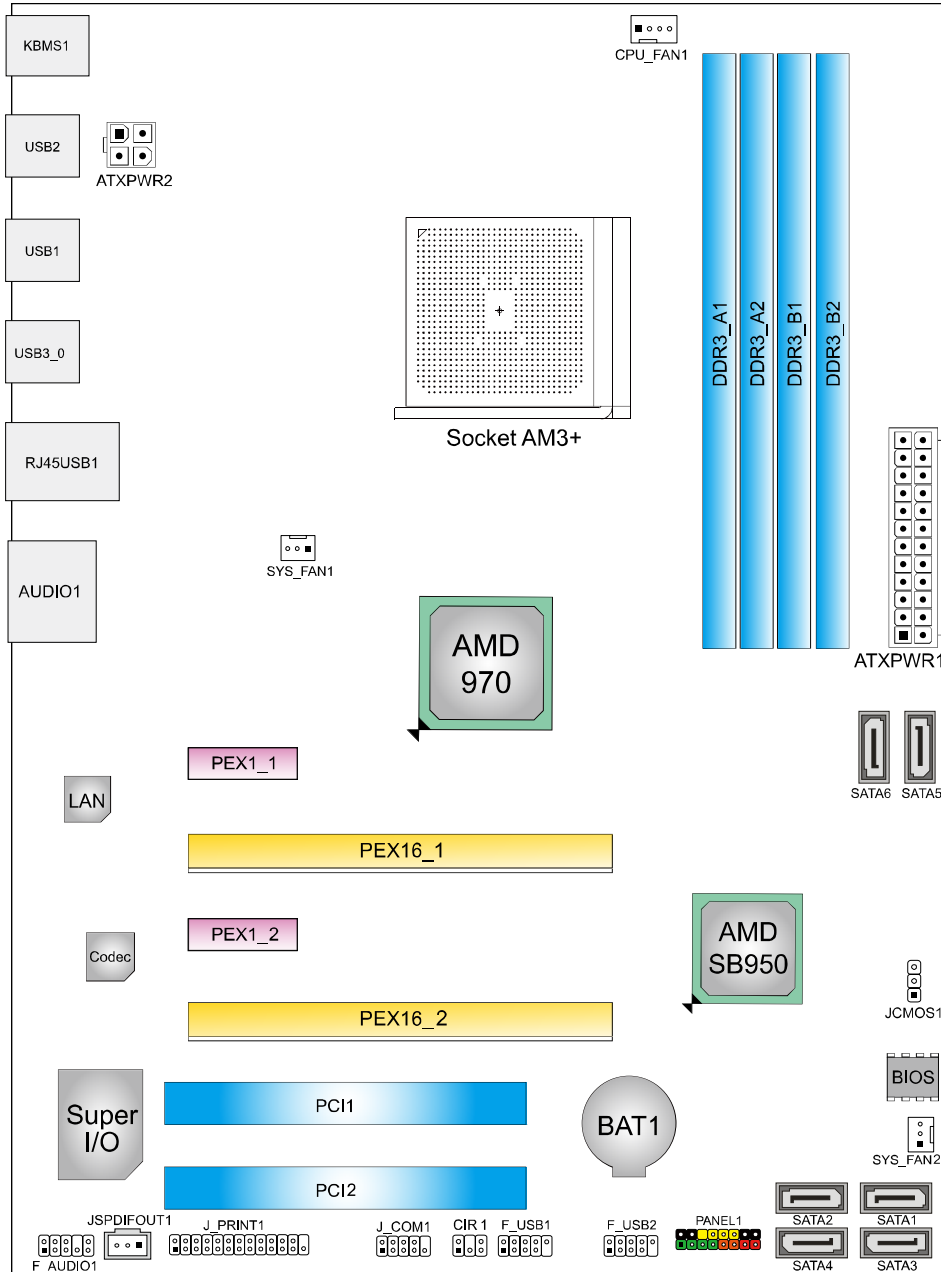 KBMS1
CPU_FAN1
USB2
ATXPWR2
USB1
USB3_0
DDR3_A1
DDR3_A2
DDR3_B1
DDR3_B2
Socket AM3+
RJ45USB1
SYS_FAN1
AUDIO1
AMD
970
ATXPWR1
PEX1_1
LAN
SATA6
SATA5
PEX16_1
PEX1_2
Codec
AMD
SB950
JCMOS1
PEX16_2
BIOS
Super
I/O
PCI1
BAT1
SYS_FAN2
PCI2
JSPDIFOUT1
J_PRINT1
J_COM1
CIR 1
F_USB1
F_USB2
PANEL1
SATA2
SATA1
F_AUDIO1
SATA4
SATA3